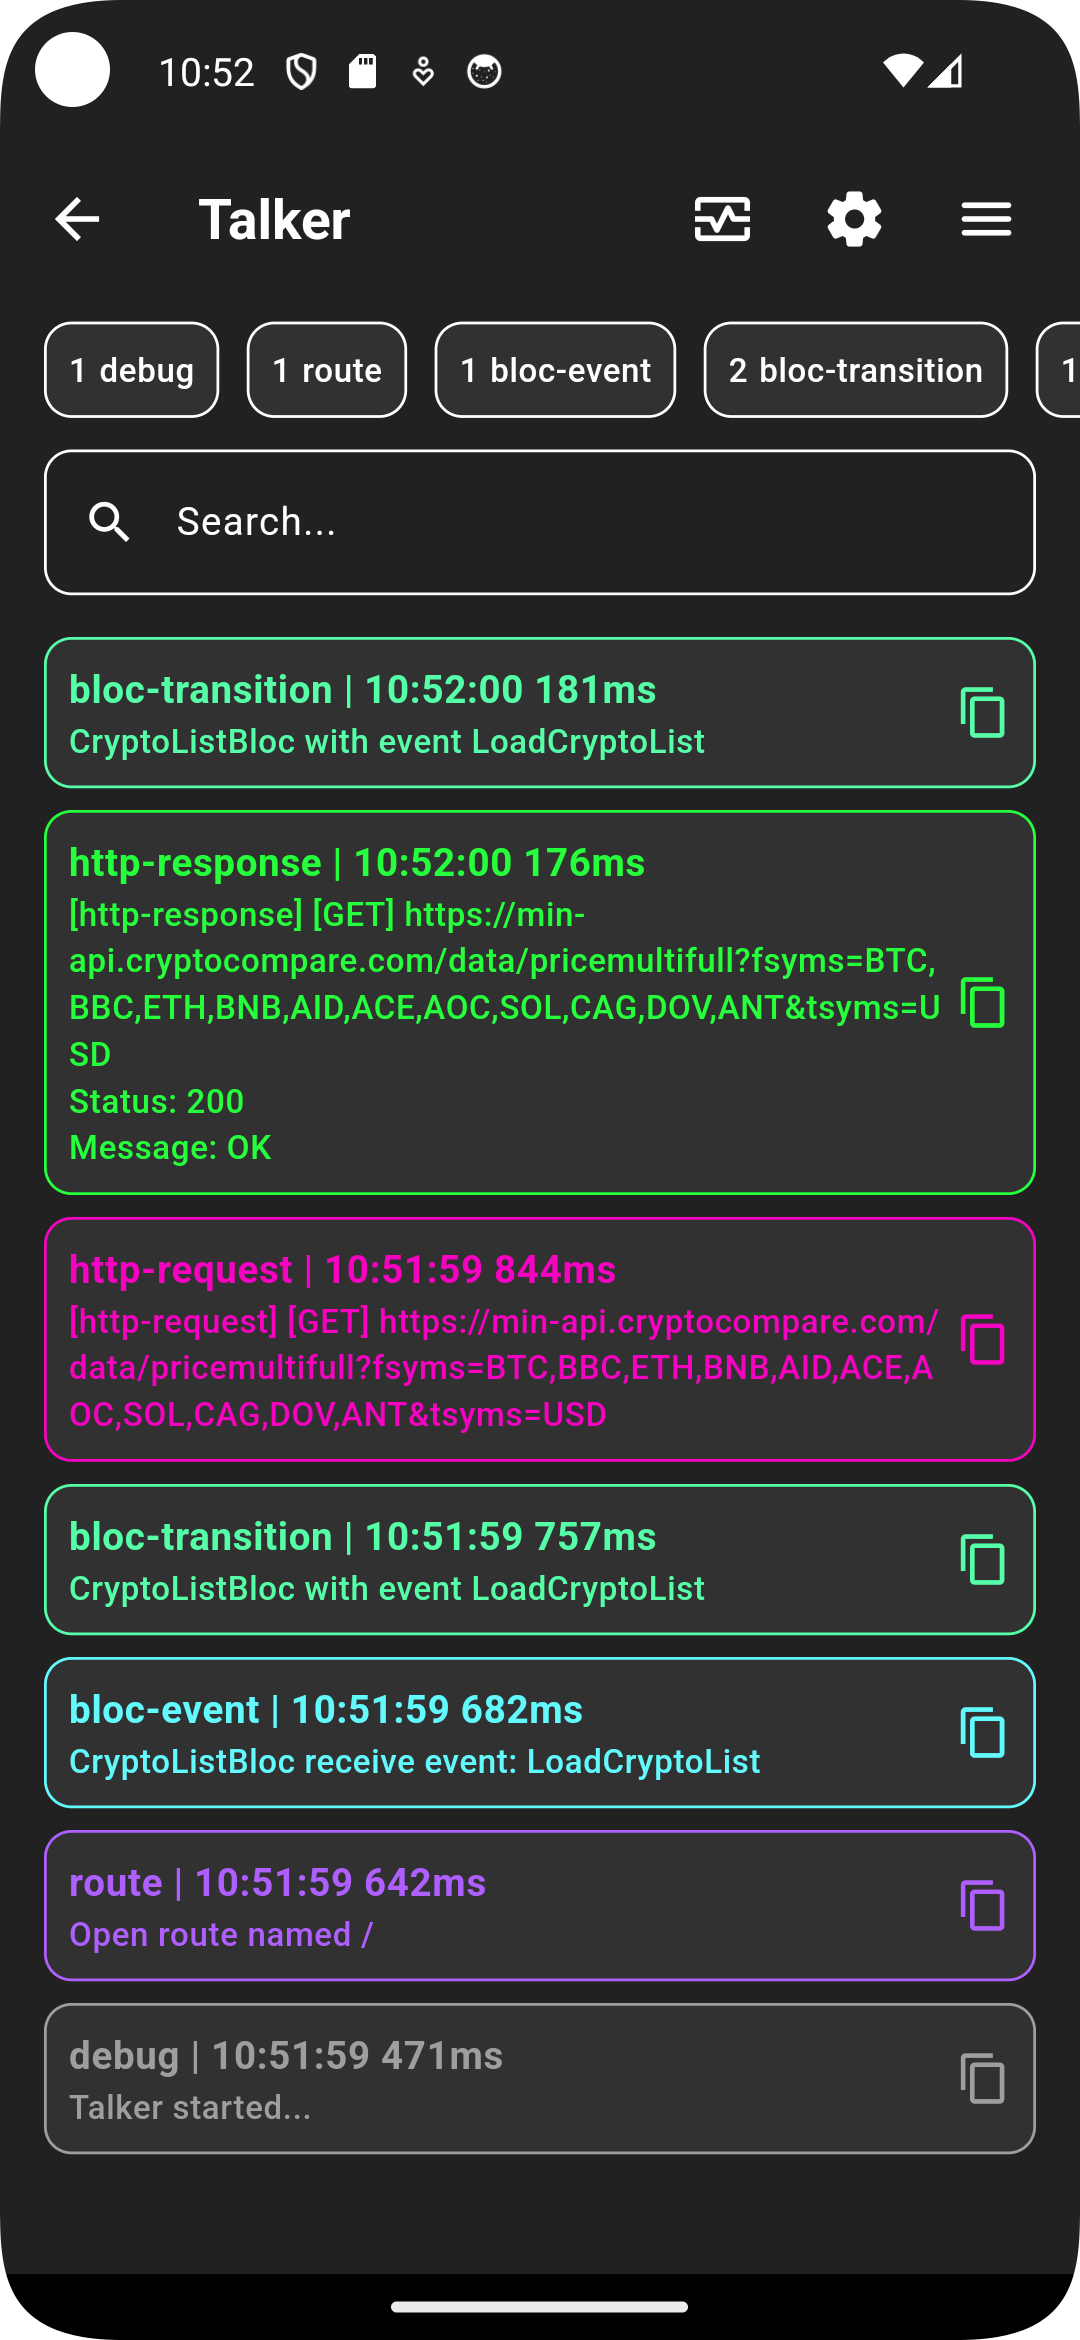 10:52
Talker
1 debug
1 route
1 bloc-event
2 bloc-transition
1
Search...
bloc-transition | 10:52:00 181ms
CryptoListBloc with event LoadCryptoList
http-response | 10:52:00 176ms
[http-response] [GET] https://min-
api.cryptocompare.com/data/pricemultifull?fsyms=BTC,
BBC,ETH,BNB,AID,ACE,AOC,SOL,CAG,DOV,ANT&tsyms=U
SD
Status: 200
Message: OK
http-request | 10:51:59 844ms
[http-request] [GET] https://min-api.cryptocompare.com/
data/pricemultifull?fsyms=BTC,BBC,ETH,BNB,AID,ACE,A
OC,SOL,CAG,DOV,ANT&tsyms=USD
bloc-transition | 10:51:59 757ms
CryptoListBloc with event LoadCryptoList
bloc-event | 10:51:59 682ms
CryptoListBloc receive event: LoadCryptoList
route | 10:51:59 642ms
Open route named /
debug | 10:51:59 471ms
Talker started...